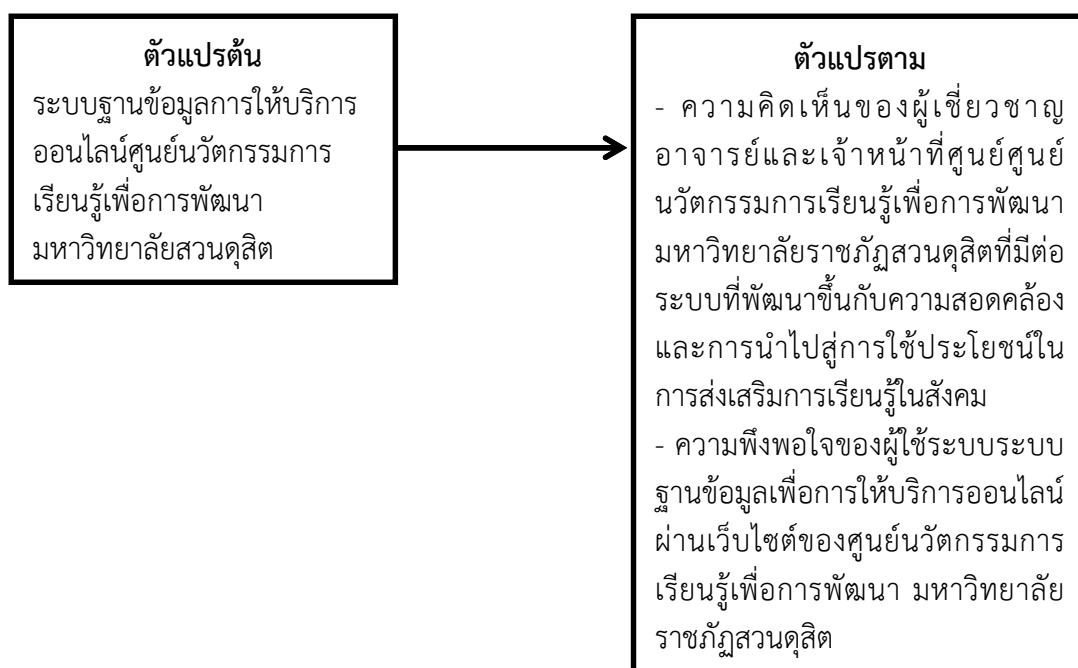 ตัวแปรต้น
ระบบฐานข้อมูลการให้บริการ
ออนไลน์ศูนย์นวัตกรรมการ
เรียนรู้เพื่อการพัฒนา
มหาวิทยาลัยสวนดุสิต
ตัวแปรตาม
- ความคิดเห็นของผู้เชี่ยวชาญ
อาจารย์และเจ้าหน้าที่ศูนย์ศูนย์
นวัตกรรมการเรียนรู้เพื่อการพัฒนา
มหาวิทยาลัยราชภัฏสวนดุสิตที่มีต่อ
ระบบที่พัฒนาขึ้นกับความสอดคล้อง
และการนำไปสู่การใช้ประโยชน์ใน
การส่งเสริมการเรียนรู้ในสังคม
- ความพึงพอใจของผู้ใช้ระบบระบบ
ฐานข้อมูลเพื่อการให้บริการออนไลน์
ผ่านเว็บไซต์ของศูนย์นวัตกรรมการ
เรียนรู้เพื่อการพัฒนา มหาวิทยาลัย
ราชภัฏสวนดุสิต